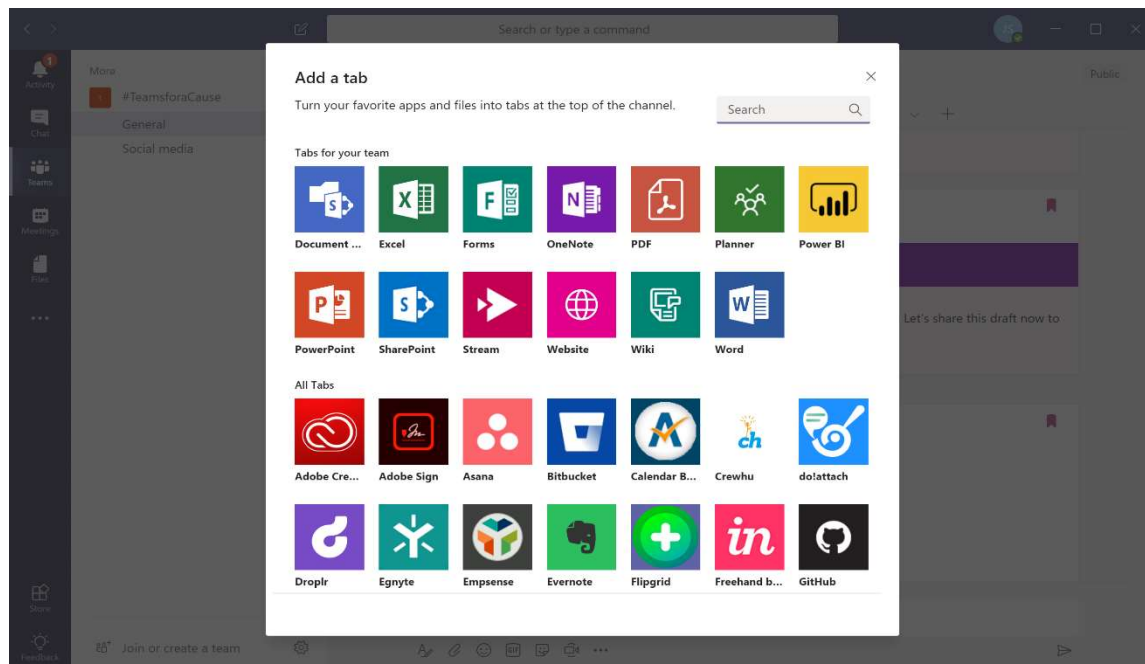 Search or type a command
JS
1
Activity
Chat
Teams
Meetings
Files
Store
Feedback
More
#TeamsforaCause
General
Social media
Join or create a team
Public
Let's share this draft now to
Add a tab
Turn your favorite apps and files into tabs at the top of the channel.
Search
Tabs for your team
Document ... Excel Forms OneNote PDF Planner Power BI
PowerPoint SharePoint Stream Website Wiki Word
All Tabs
Adobe Cre... Adobe Sign Asana Bitbucket Calendar B... Crewhu do!attach
Droplr Egnyte Empsense Evernote Flipgrid Freehand b... GitHub